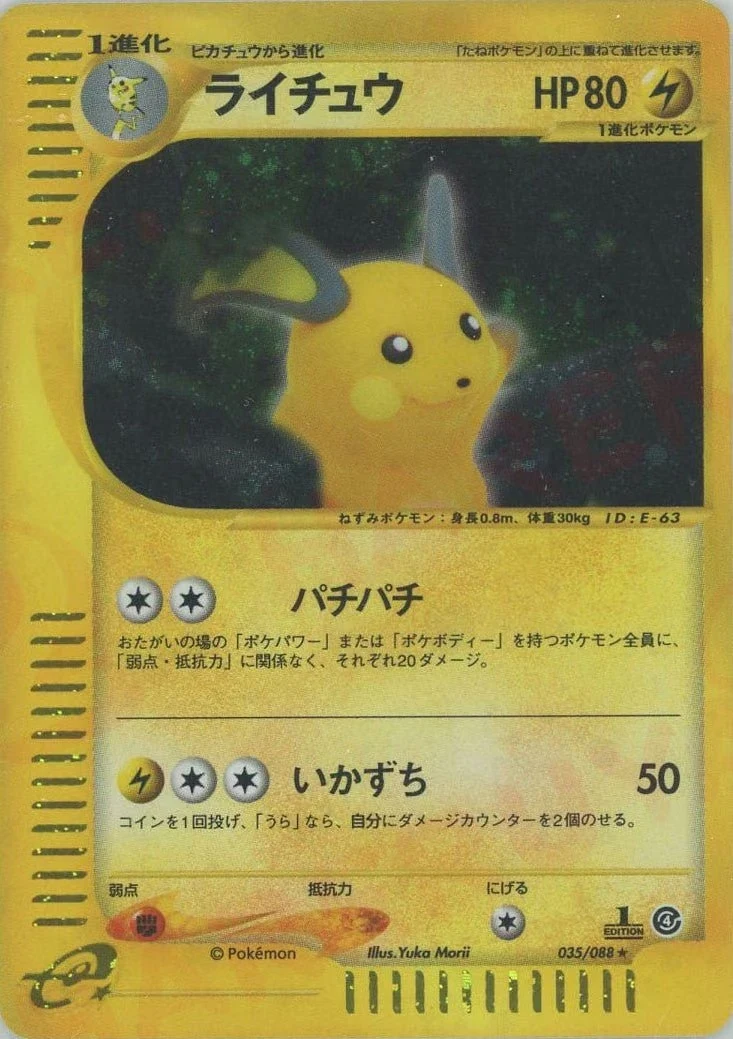 1進化
ピカチュウから進化
「たねポケモン」の上に重ねて進化させます。
ライチュウ
HP80
1進化ポケモン
ねずみポケモン：身長0.8m、体重30kg ID:E-63
パチパチ
おたがいの場の「ポケパワー」または「ポケボディー」を持つポケモン全員に、
「弱点・抵抗力」に関係なく、それぞれ20ダメージ。
いかずち 50
コインを1回投げ、「うら」なら、自分にダメージカウンターを2個のせる。
弱点 抵抗力 にげる
1
EDITION
4
© Pokémon Illus.Yuka Morii 035/088★
e